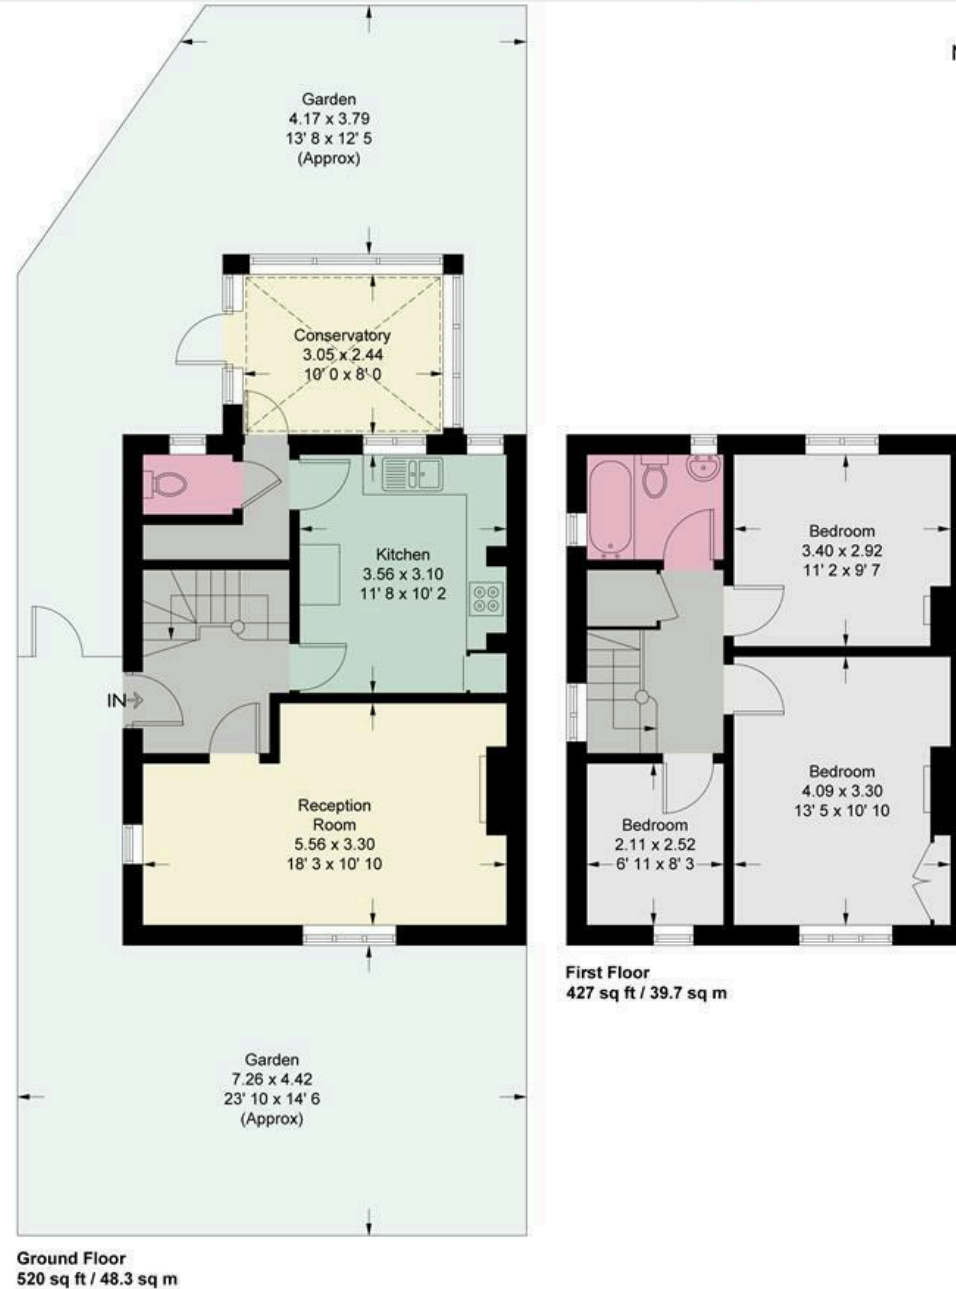 Garden
4.17 x 3.79
13' 8 x 12' 5
(Approx)
Conservatory
3.05 x 2.44
10' 0 x 8' 0
Kitchen
3.56 x 3.10
11' 8 x 10' 2
IN
Reception
Room
5.56 x 3.30
18' 3 x 10' 10
Garden
7.26 x 4.42
23' 10 x 14' 6
(Approx)
Ground Floor
520 sq ft / 48.3 sq m
Bedroom
3.40 x 2.92
11' 2 x 9' 7
Bedroom
4.09 x 3.30
13' 5 x 10' 10
Bedroom
2.11 x 2.52
6' 11 x 8' 3
First Floor
427 sq ft / 39.7 sq m